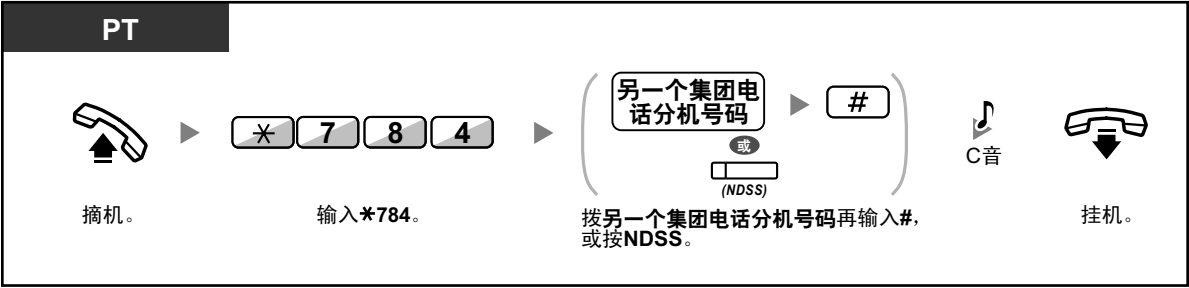 PT
另一个集团电
话分机号码
#
或
(NDSS)
✳ 7 8 4
C音
摘机。
输入✳784。
拨另一个集团电话分机号码再输入#,
或按NDSS。
挂机。